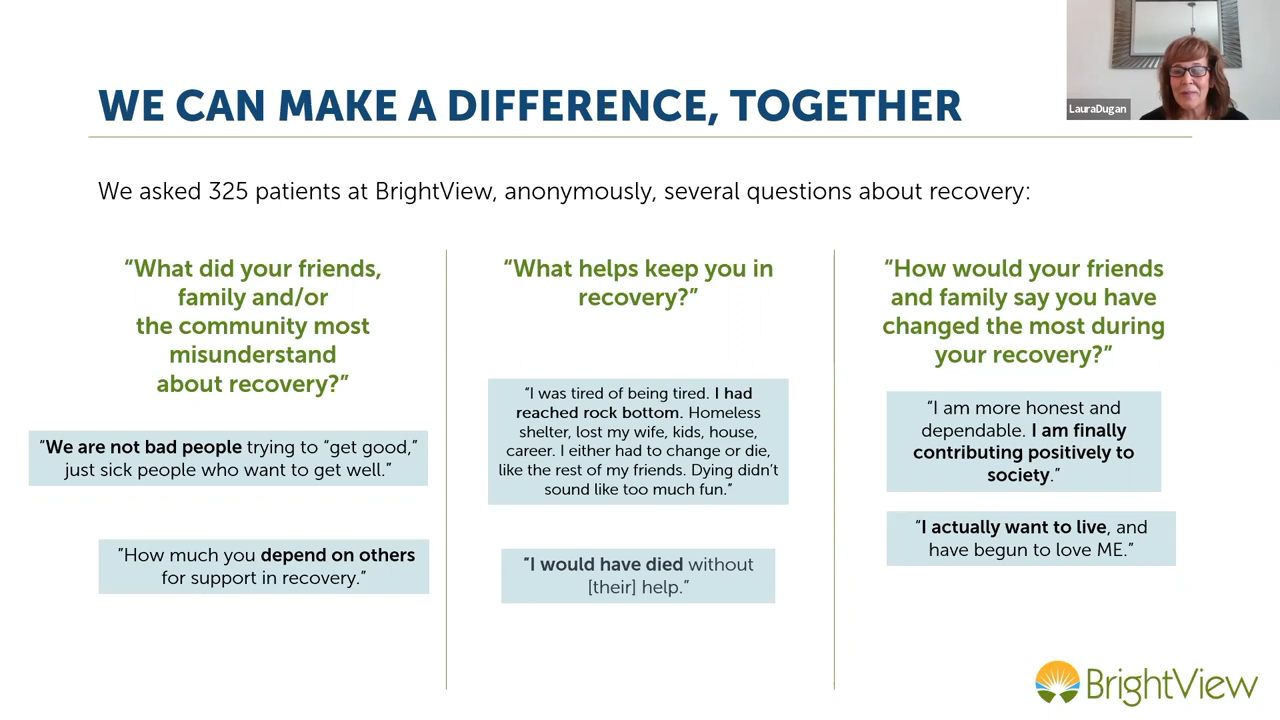 WE CAN MAKE A DIFFERENCE, TOGETHER
LauraDugan
We asked 325 patients at BrightView, anonymously, several questions about recovery:
“What did your friends,
family and/or
the community most
misunderstand
about recovery?”
“We are not bad people trying to “get good,”
just sick people who want to get well.”
“How much you depend on others
for support in recovery.”
“What helps keep you in
recovery?”
“I was tired of being tired. I had
reached rock bottom. Homeless
shelter, lost my wife, kids, house,
career. I either had to change or die,
like the rest of my friends. Dying didn’t
sound like too much fun.”
“I would have died without
[their] help.”
“How would your friends
and family say you have
changed the most during
your recovery?”
“I am more honest and
dependable. I am finally
contributing positively to
society.”
“I actually want to live, and
have begun to love ME.”
BrightView